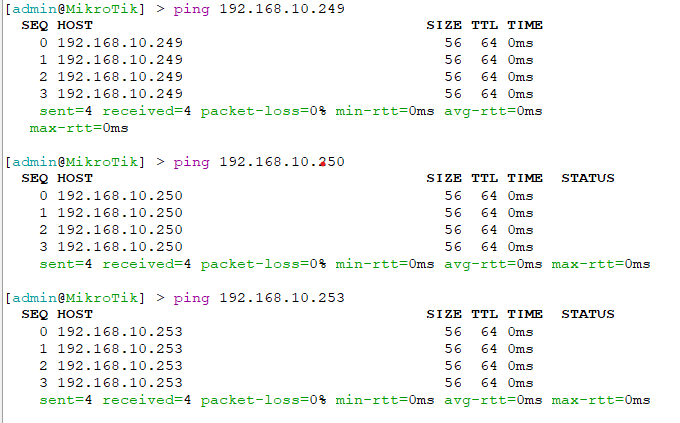 [admin@MikroTik] > ping 192.168.10.249
SEQ HOST SIZE TTL TIME
0 192.168.10.249 56 64 0ms
1 192.168.10.249 56 64 0ms
2 192.168.10.249 56 64 0ms
3 192.168.10.249 56 64 0ms
sent=4 received=4 packet-loss=0% min-rtt=0ms avg-rtt=0ms
max-rtt=0ms
[admin@MikroTik] > ping 192.168.10.250
SEQ HOST SIZE TTL TIME STATUS
0 192.168.10.250 56 64 0ms
1 192.168.10.250 56 64 0ms
2 192.168.10.250 56 64 0ms
3 192.168.10.250 56 64 0ms
sent=4 received=4 packet-loss=0% min-rtt=0ms avg-rtt=0ms max-rtt=0ms
[admin@MikroTik] > ping 192.168.10.253
SEQ HOST SIZE TTL TIME STATUS
0 192.168.10.253 56 64 0ms
1 192.168.10.253 56 64 0ms
2 192.168.10.253 56 64 0ms
3 192.168.10.253 56 64 0ms
sent=4 received=4 packet-loss=0% min-rtt=0ms avg-rtt=0ms max-rtt=0ms